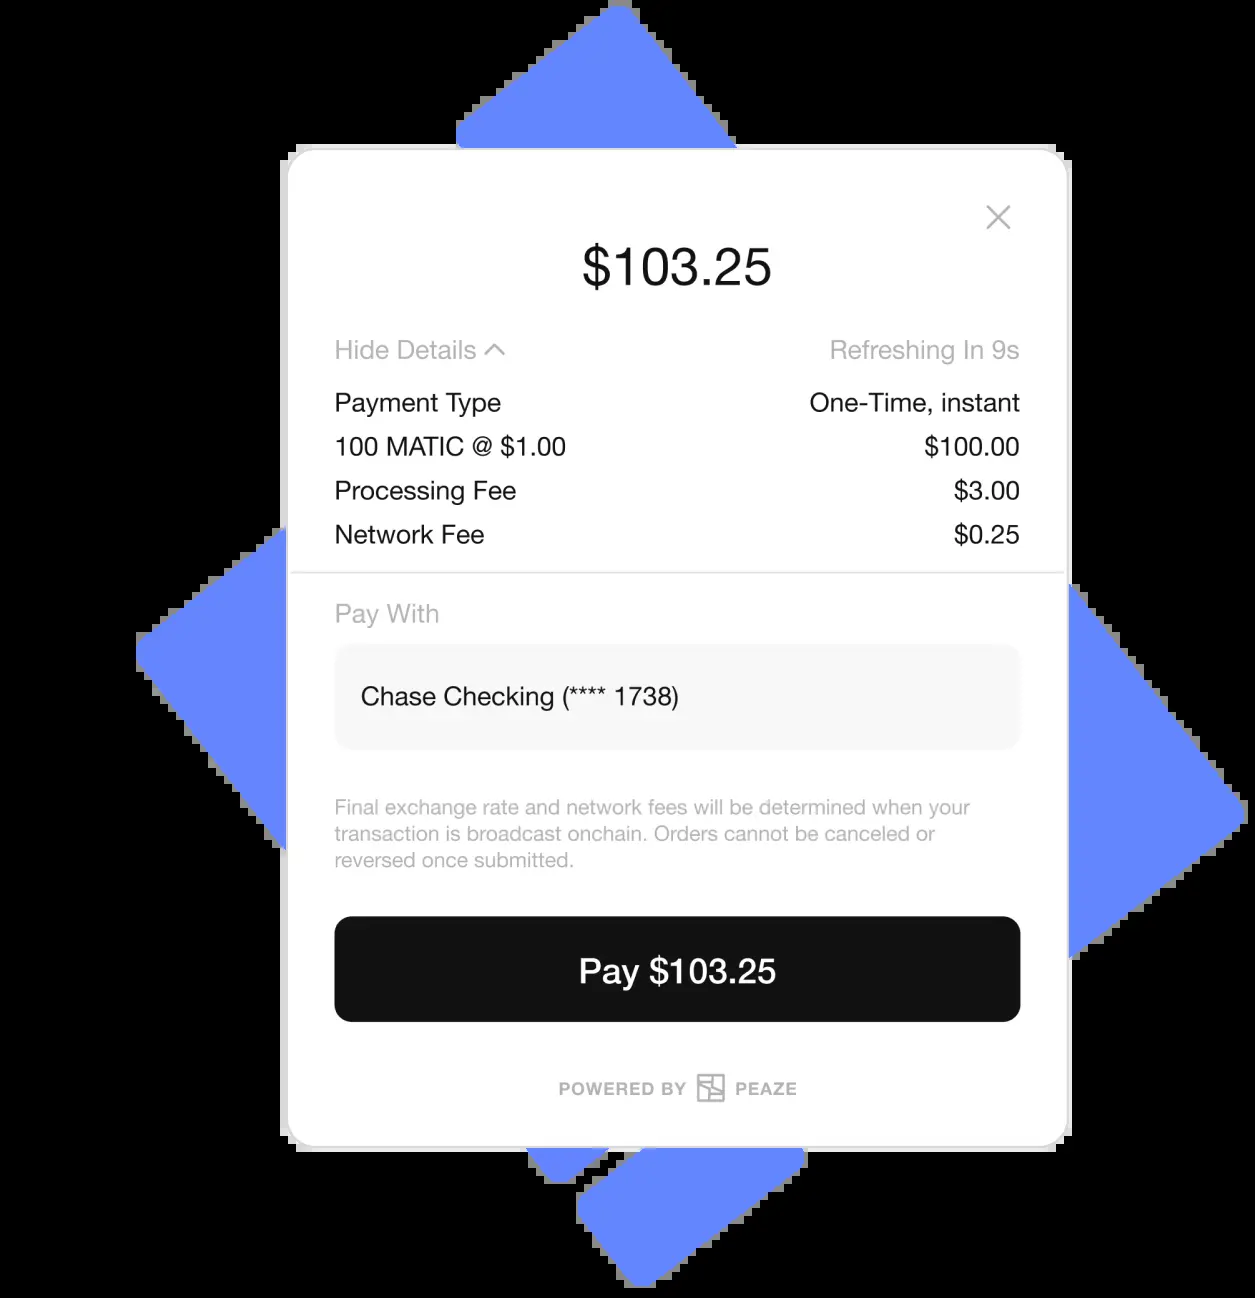 $103.25
Hide Details Refreshing In 9s
Payment Type One-Time, instant
100 MATIC @ $1.00 $100.00
Processing Fee $3.00
Network Fee $0.25
Pay With
Chase Checking (**** 1738)
Final exchange rate and network fees will be determined when your
transaction is broadcast onchain. Orders cannot be canceled or
reversed once submitted.
Pay $103.25
POWERED BY PEAZE